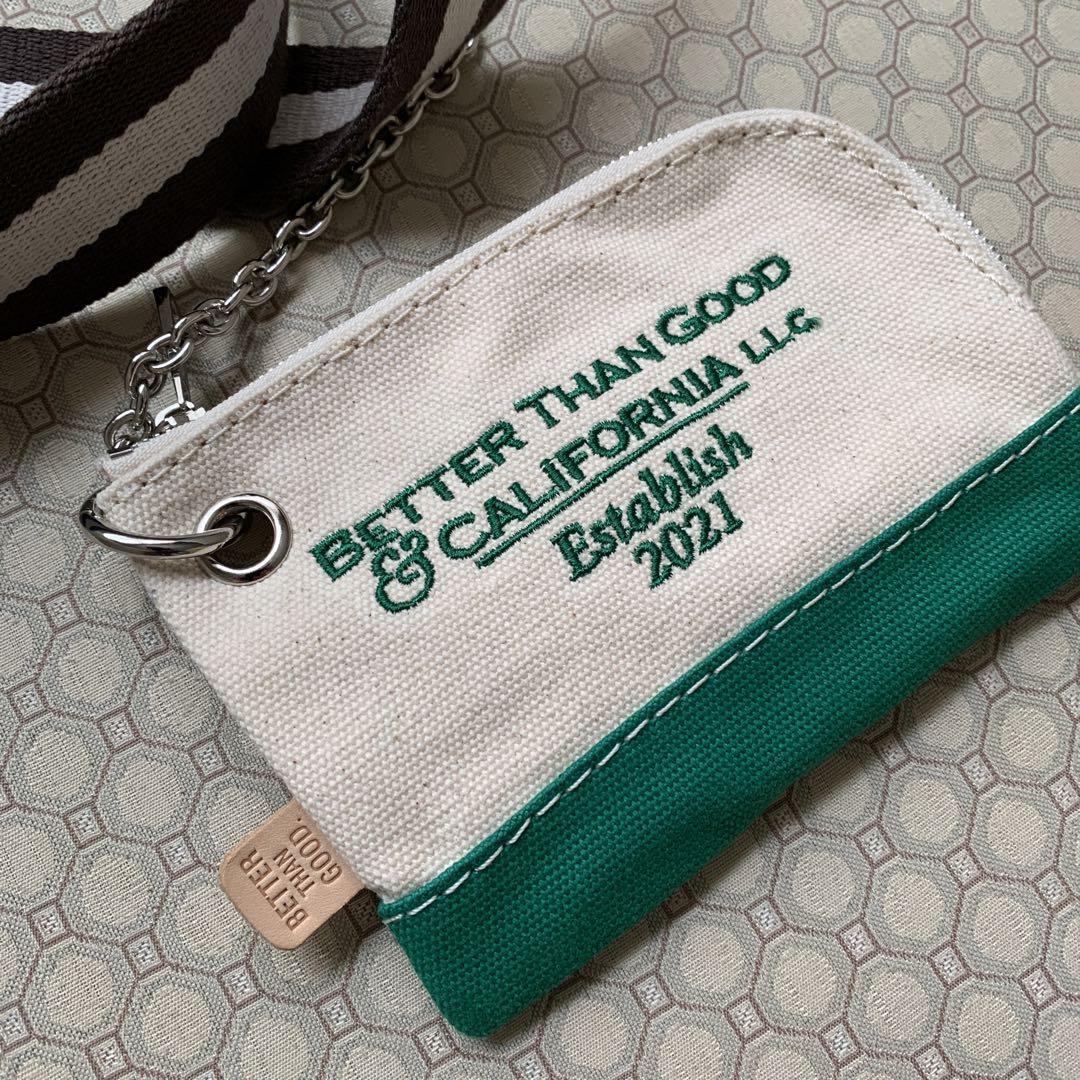 BETTER THAN GOOD
& CALIFORNIA LLC
Establish
2021
BETTER
THAN
GOOD.